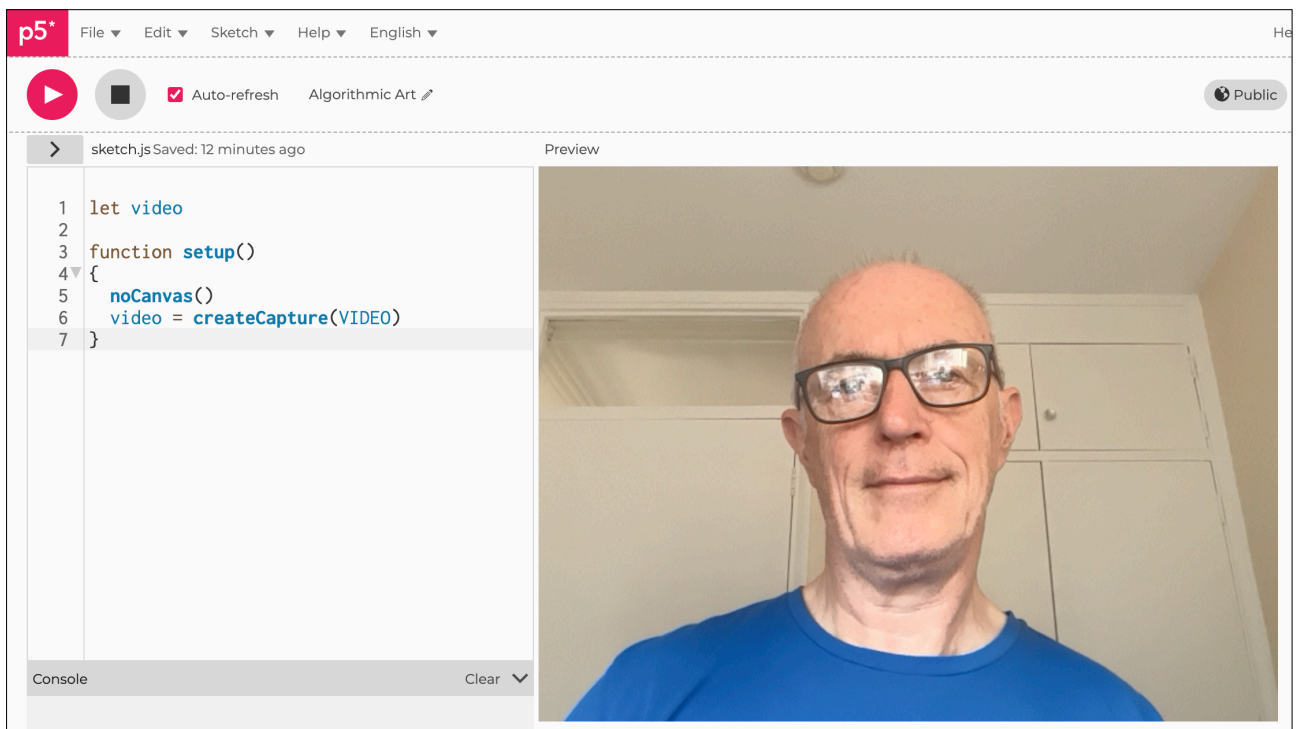 p5* File Edit Sketch Help English He
Auto-refresh Algorithmic Art Public
sketch.js Saved: 12 minutes ago Preview
1 let video
2
3 function setup()
4 {
5 noCanvas()
6 video = createCapture(VIDEO)
7 }
Console Clear